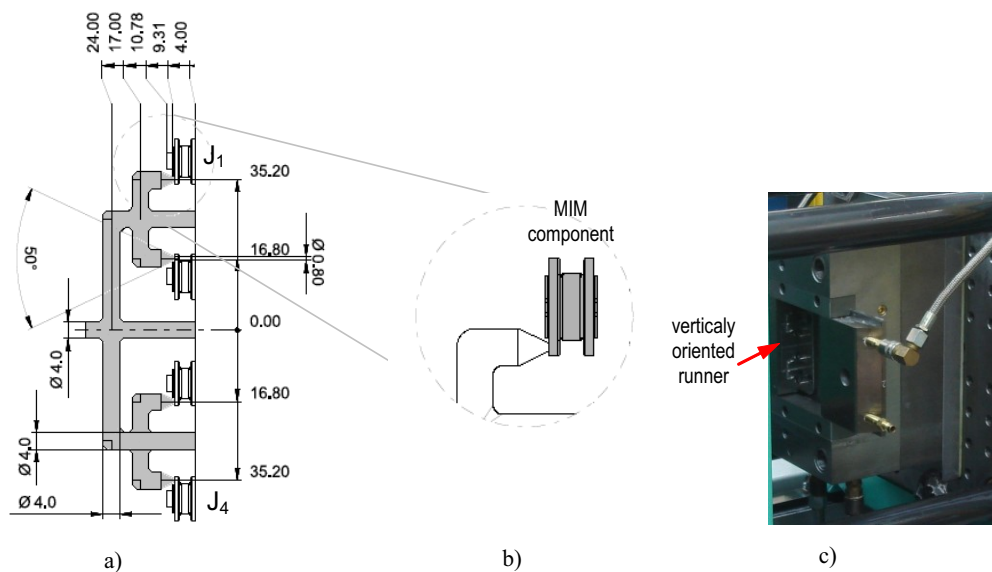 24.00
17.00
10.78
9.31
4.00
J1
35.20
16.80
Ø 0.80
50°
0.00
Ø 4.0
16.80
Ø 4.0
35.20
Ø 4.0
J4
a)
MIM
component
b)
verticaly
oriented
runner
c)